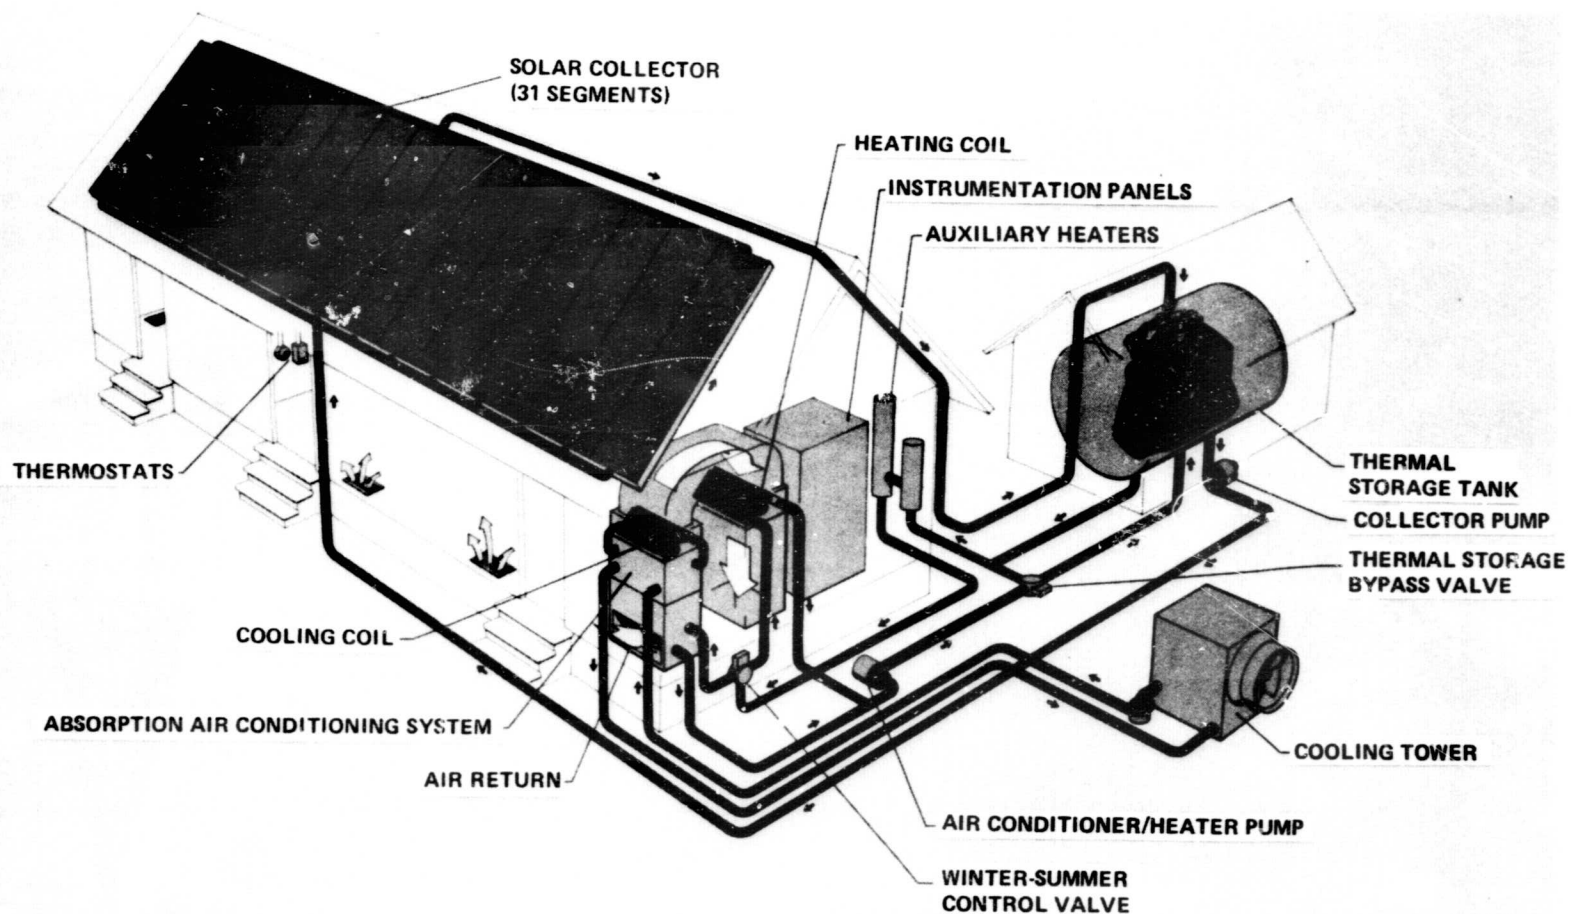 SOLAR COLLECTOR
(31 SEGMENTS)
HEATING COIL
INSTRUMENTATION PANELS
AUXILIARY HEATERS
THERMOSTATS
THERMAL
STORAGE TANK
COLLECTOR PUMP
THERMAL STORAGE
BYPASS VALVE
COOLING COIL
ABSORPTION AIR CONDITIONING SYSTEM
AIR RETURN
COOLING TOWER
AIR CONDITIONER/HEATER PUMP
WINTER-SUMMER
CONTROL VALVE